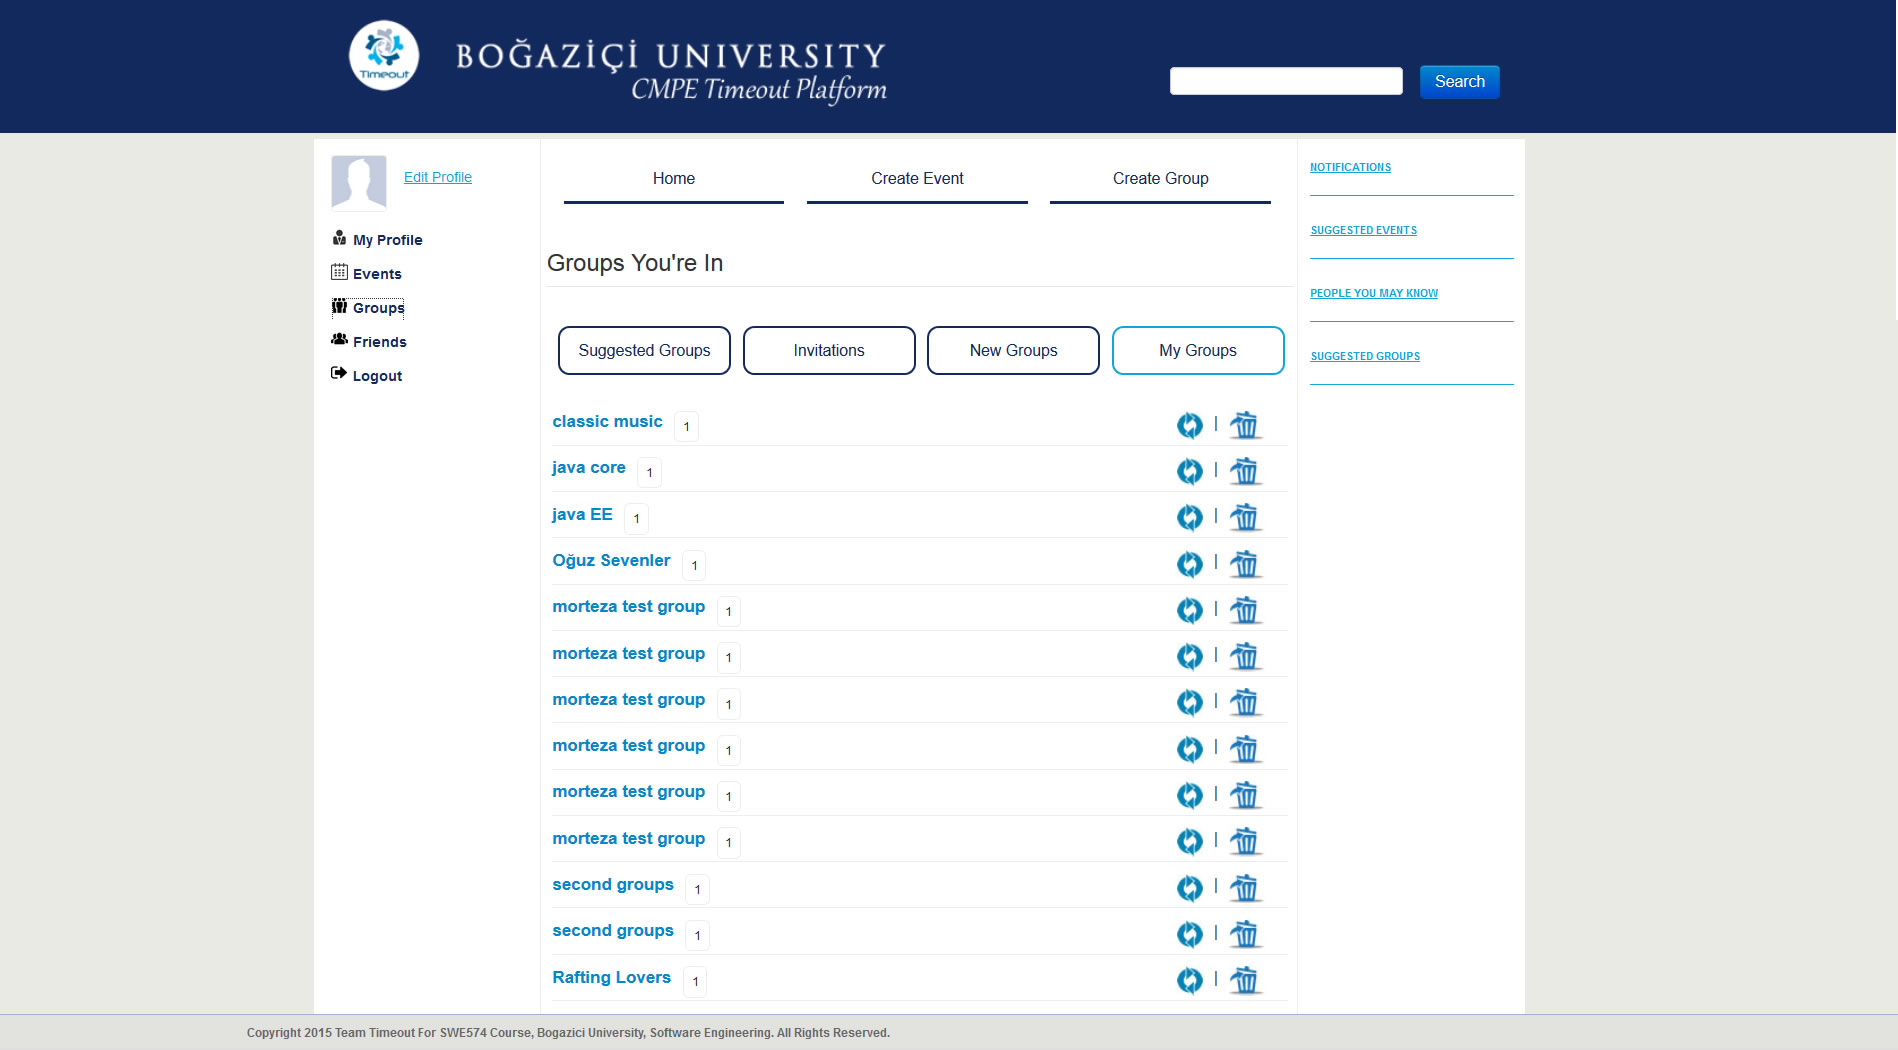 Timeout
BOĞAZİÇİ UNIVERSITY
CMPE Timeout Platform
Search
Edit Profile
My Profile
Events
Groups
Friends
Logout
Home
Create Event
Create Group
Groups You're In
Suggested Groups
Invitations
New Groups
My Groups
classic music 1
java core 1
java EE 1
Oğuz Sevenler 1
morteza test group 1
morteza test group 1
morteza test group 1
morteza test group 1
morteza test group 1
morteza test group 1
second groups 1
second groups 1
Rafting Lovers 1
NOTIFICATIONS
SUGGESTED EVENTS
PEOPLE YOU MAY KNOW
SUGGESTED GROUPS
Copyright 2015 Team Timeout For SWE574 Course, Bogazici University, Software Engineering. All Rights Reserved.